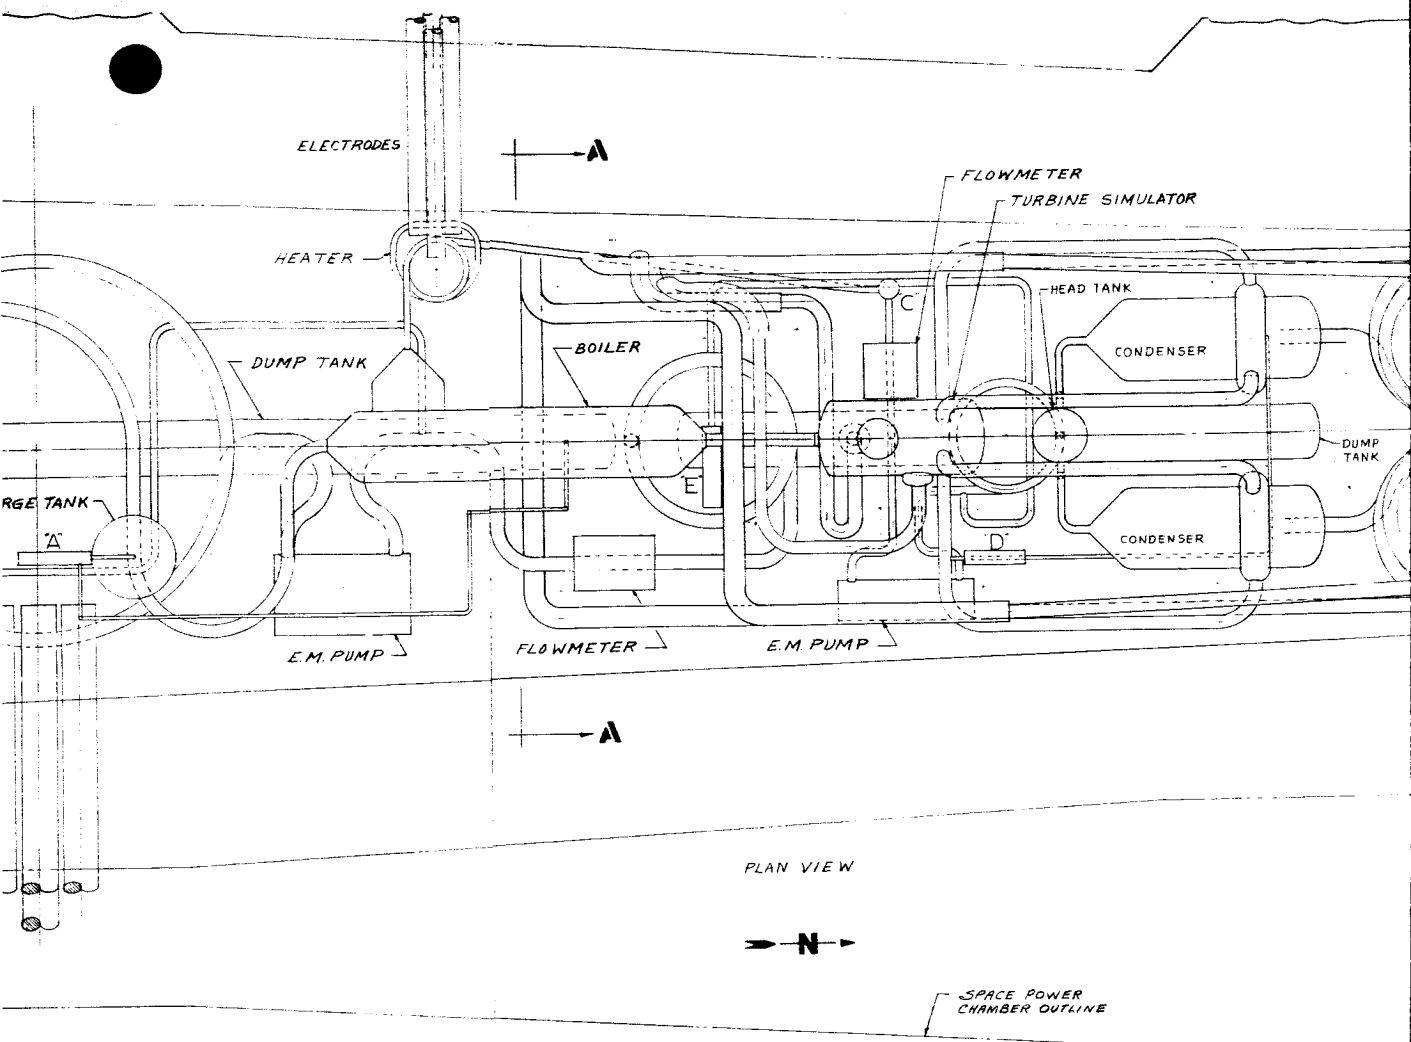 ELECTRODES
A
FLOWMETER
TURBINE SIMULATOR
HEATER
HEAD TANK
C
BOILER
CONDENSER
DUMP TANK
DUMP
TANK
"E"
RGE TANK
"A"
"D"
CONDENSER
E.M. PUMP
FLOWMETER
E.M. PUMP
A
PLAN VIEW
N
SPACE POWER
CHAMBER OUTLINE